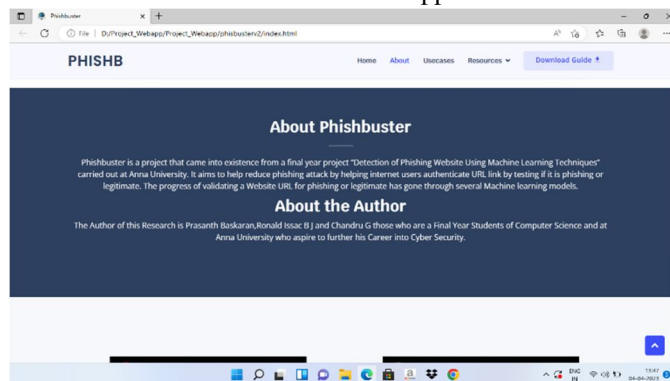 Phishbuster
File D:/Project_Webapp/Project_Webapp/phisbusterv2/index.html
PHISHB
Home About Usecases Resources Download Guide
About Phishbuster
Phishbuster is a project that came into existence from a final year project "Detection of Phishing Website Using Machine Learning Techniques"
carried out at Anna University. It aims to help reduce phishing attack by helping internet users authenticate URL link by testing if it is phishing or
legitimate. The progress of validating a Website URL for phishing or legitimate has gone through several Machine learning models.
About the Author
The Author of this Research is Prasanth Baskaran,Ronald Issac B J and Chandru G those who are a Final Year Students of Computer Science and at
Anna University who aspire to further his Career into Cyber Security.
ENG
IN
13:47
04-04-2023